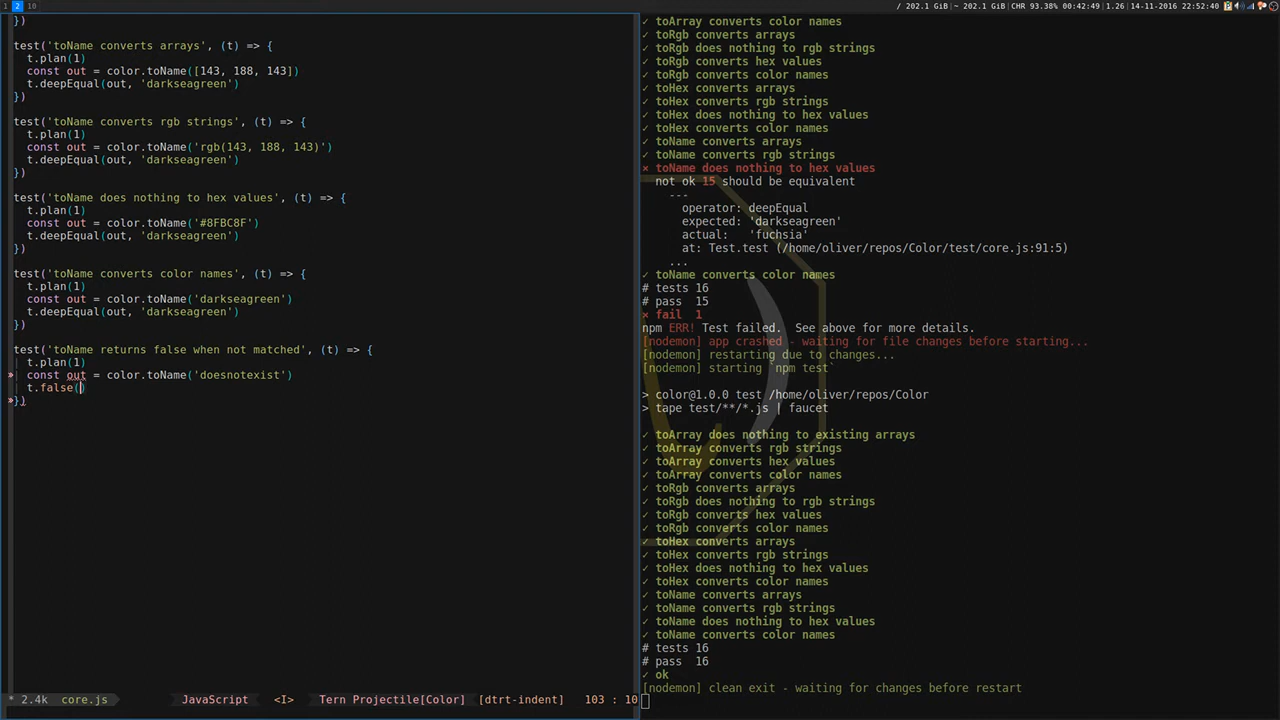 1 2 10
/ 202.1 GiB|~ 202.1 GiB|CHR 93.38% 00:42:49|1.26|14-11-2016 22:52:40
})
test('toName converts arrays', (t) => {
t.plan(1)
const out = color.toName([143, 188, 143])
t.deepEqual(out, 'darkseagreen')
})
test('toName converts rgb strings', (t) => {
t.plan(1)
const out = color.toName('rgb(143, 188, 143)')
t.deepEqual(out, 'darkseagreen')
})
test('toName does nothing to hex values', (t) => {
t.plan(1)
const out = color.toName('#8FBC8F')
t.deepEqual(out, 'darkseagreen')
})
test('toName converts color names', (t) => {
t.plan(1)
const out = color.toName('darkseagreen')
t.deepEqual(out, 'darkseagreen')
})
test('toName returns false when not matched', (t) => {
t.plan(1)
» const out = color.toName('doesnotexist')
t.false()
»})
* 2.4k core.js JavaScript <I> Tern Projectile[Color] [dtrt-indent] 103 : 10
✓ toArray converts color names
✓ toRgb converts arrays
✓ toRgb does nothing to rgb strings
✓ toRgb converts hex values
✓ toRgb converts color names
✓ toHex converts arrays
✓ toHex converts rgb strings
✓ toHex does nothing to hex values
✓ toHex converts color names
✓ toName converts arrays
✓ toName converts rgb strings
× toName does nothing to hex values
not ok 15 should be equivalent
---
operator: deepEqual
expected: 'darkseagreen'
actual: 'fuchsia'
at: Test.test (/home/oliver/repos/Color/test/core.js:91:5)
...
✓ toName converts color names
# tests 16
# pass 15
× fail 1
npm ERR! Test failed. See above for more details.
[nodemon] app crashed - waiting for file changes before starting...
[nodemon] restarting due to changes...
[nodemon] starting `npm test`
> color@1.0.0 test /home/oliver/repos/Color
> tape test/**/*.js | faucet
✓ toArray does nothing to existing arrays
✓ toArray converts rgb strings
✓ toArray converts hex values
✓ toArray converts color names
✓ toRgb converts arrays
✓ toRgb does nothing to rgb strings
✓ toRgb converts hex values
✓ toRgb converts color names
✓ toHex converts arrays
✓ toHex converts rgb strings
✓ toHex does nothing to hex values
✓ toHex converts color names
✓ toName converts arrays
✓ toName converts rgb strings
✓ toName does nothing to hex values
✓ toName converts color names
# tests 16
# pass 16
✓ ok
[nodemon] clean exit - waiting for changes before restart